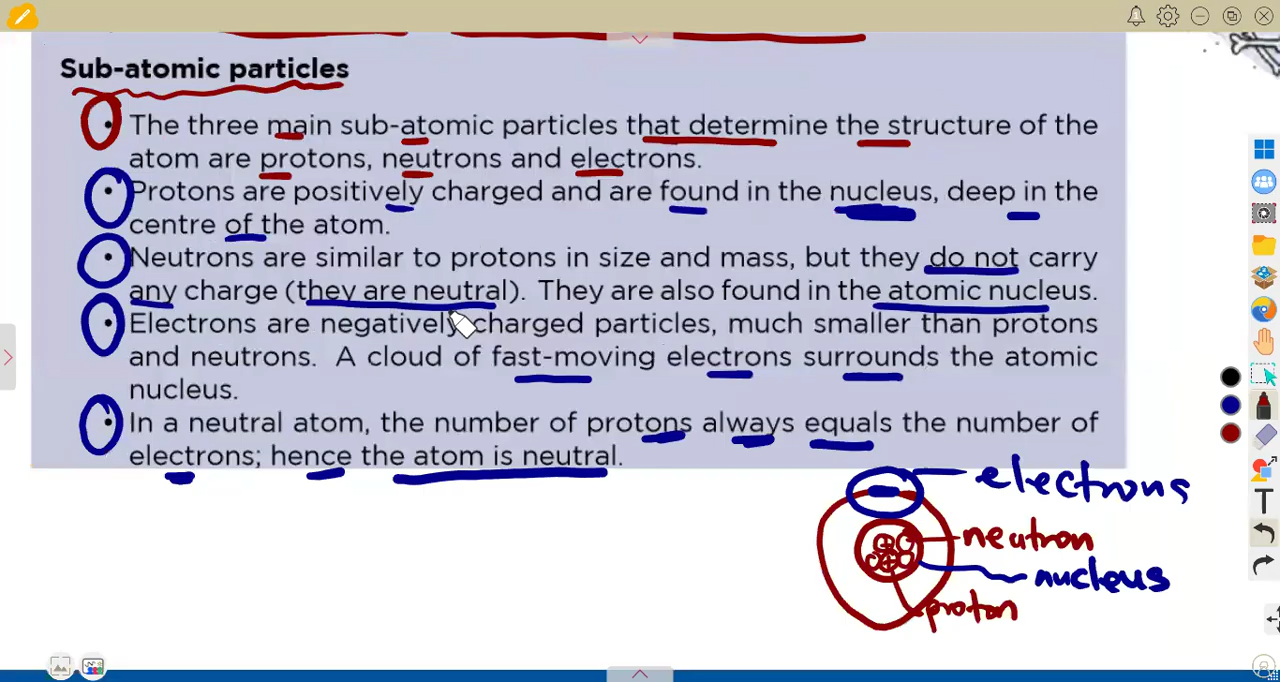 Sub-atomic particles
• The three main sub-atomic particles that determine the structure of the
atom are protons, neutrons and electrons.
• Protons are positively charged and are found in the nucleus, deep in the
centre of the atom.
• Neutrons are similar to protons in size and mass, but they do not carry
any charge (they are neutral). They are also found in the atomic nucleus.
• Electrons are negatively charged particles, much smaller than protons
and neutrons. A cloud of fast-moving electrons surrounds the atomic
nucleus.
• In a neutral atom, the number of protons always equals the number of
electrons; hence the atom is neutral.
electrons
neutron
nucleus
proton